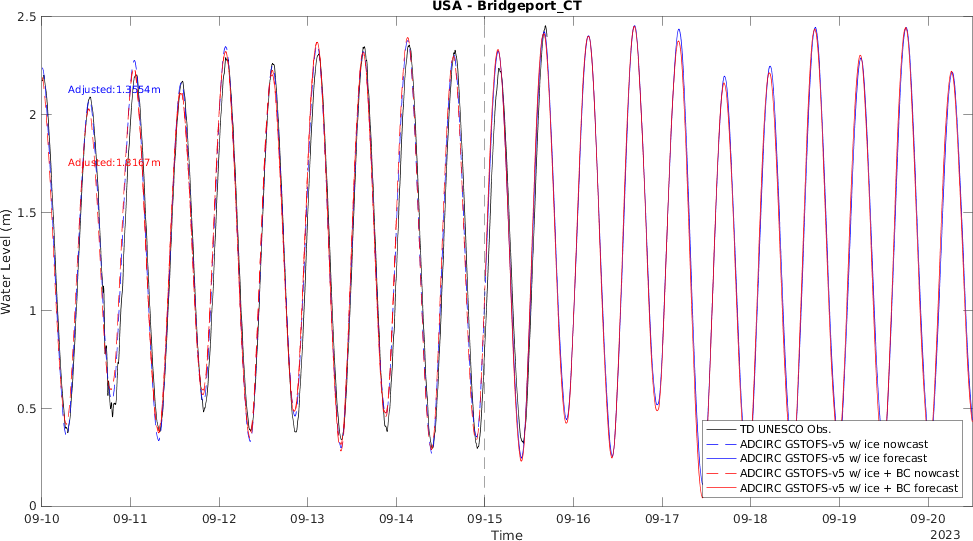 USA - Bridgeport_CT
2.5
2
1.5
1
0.5
0
Water Level (m)
Adjusted:1.3554m
Adjusted:1.8167m
TD UNESCO Obs.
ADCIRC GSTOFS-v5 w/ ice nowcast
ADCIRC GSTOFS-v5 w/ ice forecast
ADCIRC GSTOFS-v5 w/ ice + BC nowcast
ADCIRC GSTOFS-v5 w/ ice + BC forecast
09-10 09-11 09-12 09-13 09-14 09-15 09-16 09-17 09-18 09-19 09-20
Time
2023